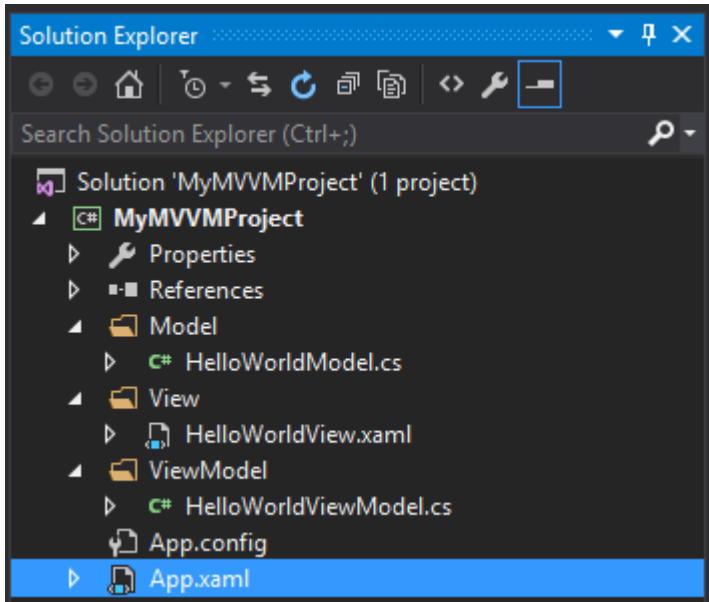 Solution Explorer
Search Solution Explorer (Ctrl+;)
Solution 'MyMVVMProject' (1 project)
C# MyMVVMProject
Properties
References
Model
C# HelloWorldModel.cs
View
HelloWorldView.xaml
ViewModel
C# HelloWorldViewModel.cs
App.config
App.xaml